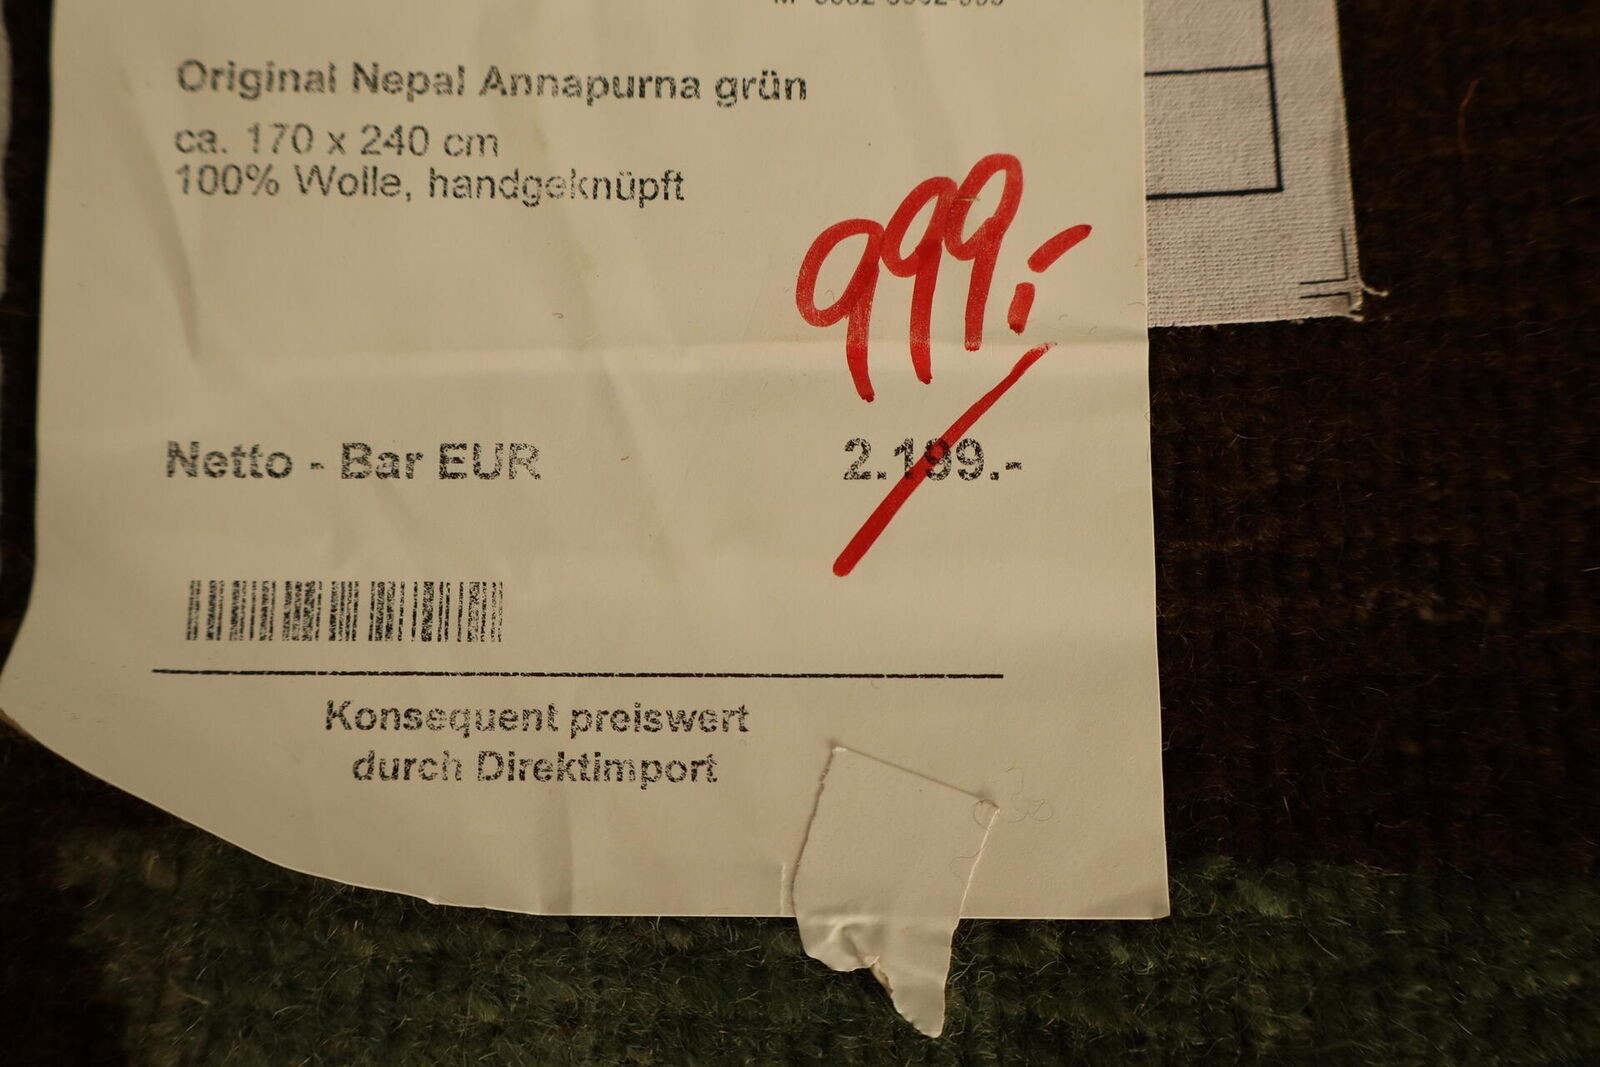 Original Nepal Annapurna grün
ca. 170 x 240 cm
100% Wolle, handgeknüpft
999,-
Netto - Bar EUR 2.199.-
Konsequent preiswert
durch Direktimport